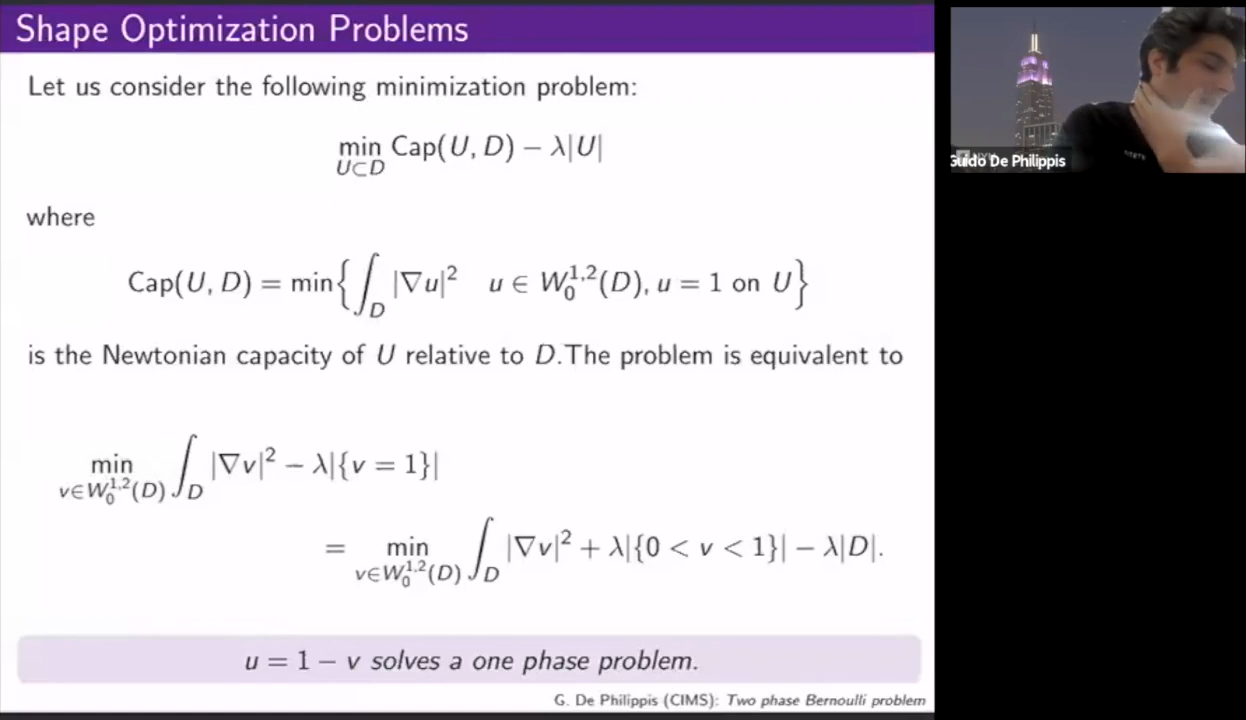 Shape Optimization Problems
Let us consider the following minimization problem:
min Cap(U, D) − λ|U|
U⊂D
where
Cap(U, D) = min{∫_D |∇u|² u ∈ W_0^{1,2}(D), u = 1 on U}
is the Newtonian capacity of U relative to D.The problem is equivalent to
min ∫_D |∇v|² − λ|{v = 1}|
v∈W_0^{1,2}(D)
= min ∫_D |∇v|² + λ|{0 < v < 1}| − λ|D|.
v∈W_0^{1,2}(D)
u = 1 − v solves a one phase problem.
G. De Philippis (CIMS): Two phase Bernoulli problem
Guido De Philippis